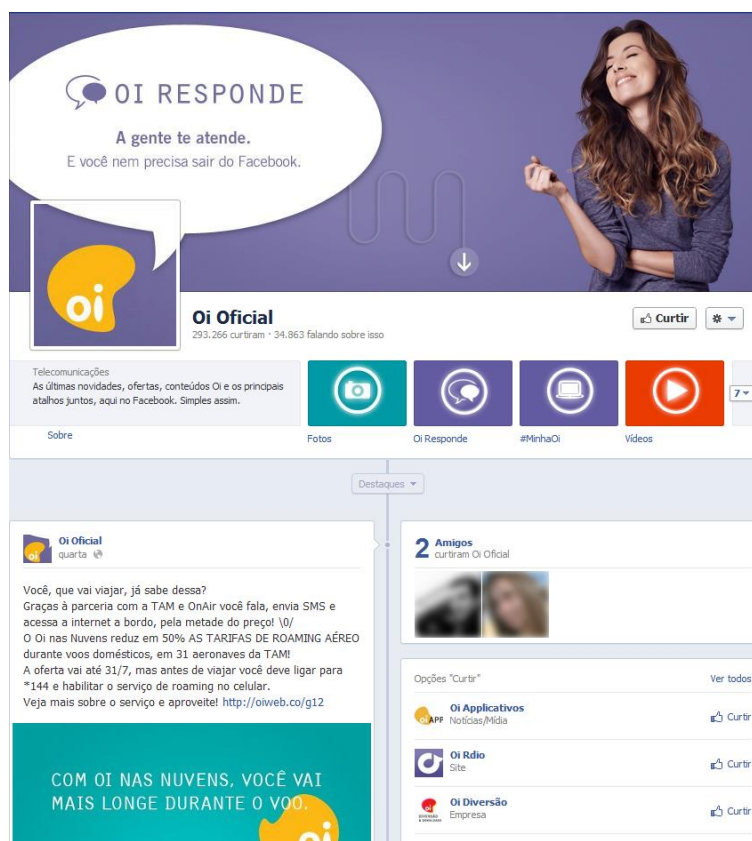 OI RESPONDE
A gente te atende.
E você nem precisa sair do Facebook.
oi
Oi Oficial
293.266 curtiram · 34.863 falando sobre isso
Curtir
Telecomunicações
As últimas novidades, ofertas, conteúdos Oi e os principais
atalhos juntos, aqui no Facebook. Simples assim.
Sobre
Fotos
Oi Responde
#MinhaOi
Vídeos
7
Destaques
oi
Oi Oficial
quarta
Você, que vai viajar, já sabe dessa?
Graças à parceria com a TAM e OnAir você fala, envia SMS e
acessa a internet a bordo, pela metade do preço! \0/
O Oi nas Nuvens reduz em 50% AS TARIFAS DE ROAMING AÉREO
durante voos domésticos, em 31 aeronaves da TAM!
A oferta vai até 31/7, mas antes de viajar você deve ligar para
*144 e habilitar o serviço de roaming no celular.
Veja mais sobre o serviço e aproveite! http://oiweb.co/g12
COM OI NAS NUVENS, VOCÊ VAI
MAIS LONGE DURANTE O VOO.
oi
2 Amigos
curtiram Oi Oficial
Opções "Curtir"
Ver todos
oi APP
Oi Applicativos
Notícias/Mídia
Curtir
Oi Rdio
Site
Curtir
oi
Oi Diversão
Empresa
Curtir